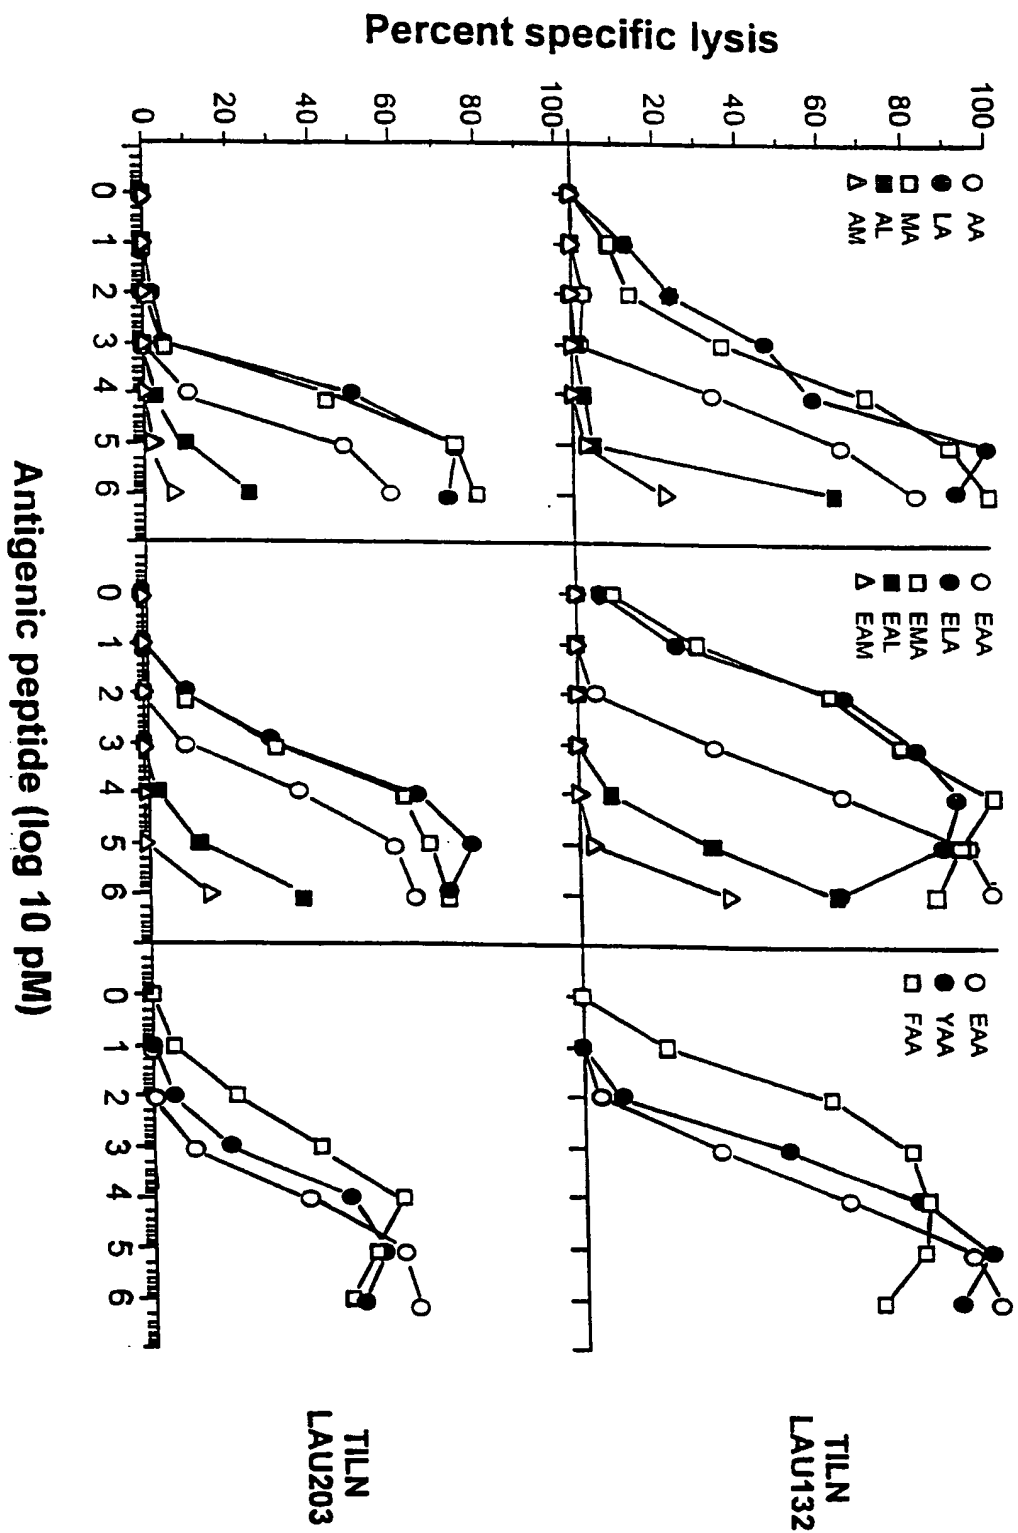 Percent specific lysis
100
80
60
40
20
100
80
60
40
20
0
AA
LA
MA
AL
AM
EAA
ELA
EMA
EAL
EAM
EAA
YAA
FAA
TILN
LAU132
TILN
LAU203
0 1 2 3 4 5 6
0 1 2 3 4 5 6
0 1 2 3 4 5 6
Antigenic peptide (log 10 pM)